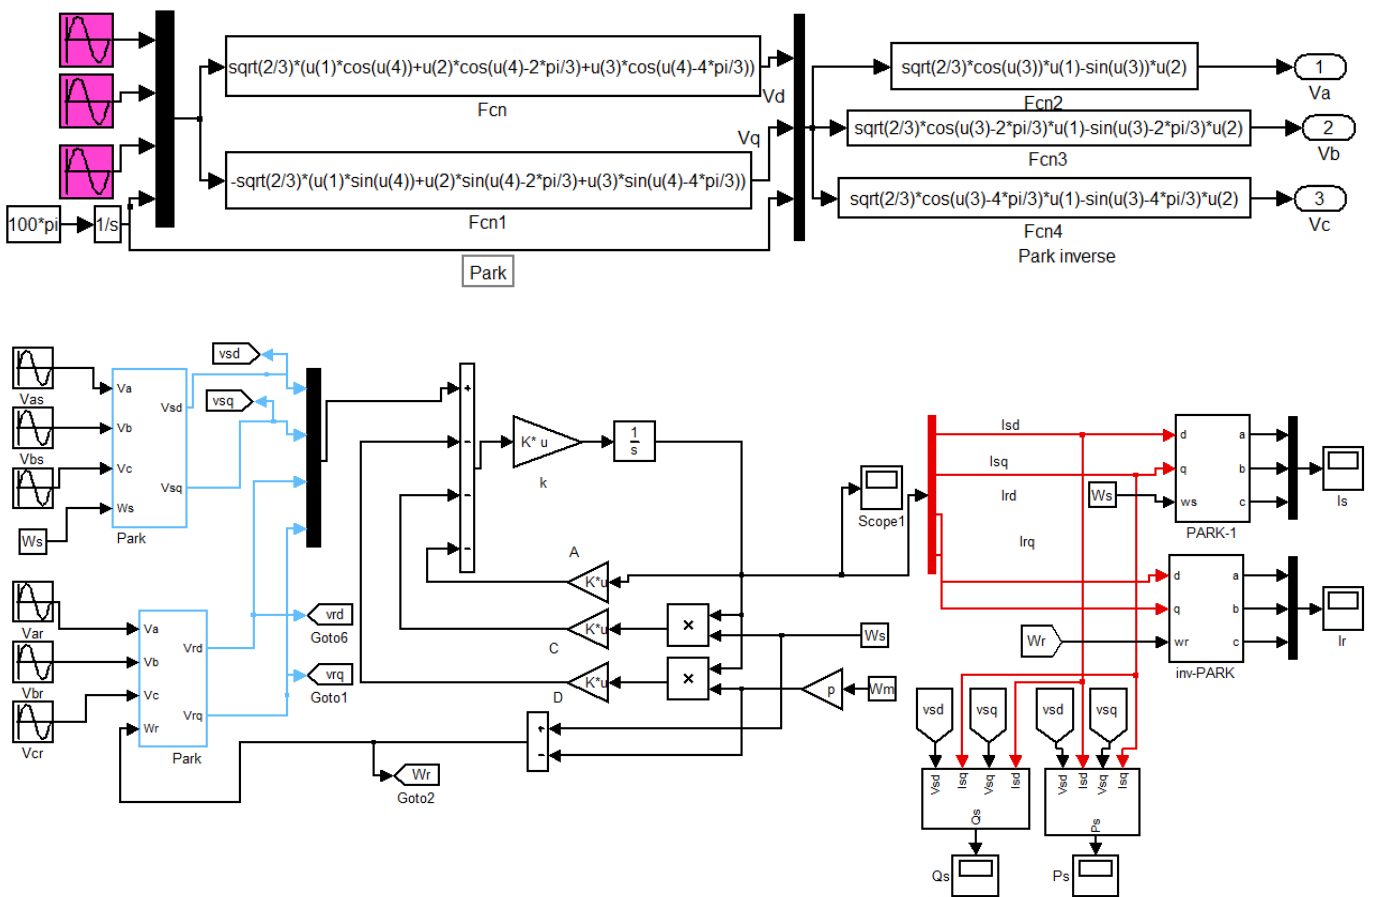 sqrt(2/3)*(u(1)*cos(u(4))+u(2)*cos(u(4)-2*pi/3)+u(3)*cos(u(4)-4*pi/3))
Fcn
Vd
sqrt(2/3)*cos(u(3))*u(1)-sin(u(3))*u(2)
Fcn2
1
Va
Vq
sqrt(2/3)*cos(u(3)-2*pi/3)*u(1)-sin(u(3)-2*pi/3)*u(2)
Fcn3
2
Vb
-sqrt(2/3)*(u(1)*sin(u(4))+u(2)*sin(u(4)-2*pi/3)+u(3)*sin(u(4)-4*pi/3))
Fcn1
sqrt(2/3)*cos(u(3)-4*pi/3)*u(1)-sin(u(3)-4*pi/3)*u(2)
Fcn4
3
Vc
100*pi
1/s
Park
Park inverse
Vas
Vbs
Ws
Va
Vb
Vc
Ws
Vsd
Vsq
Park
vsd
vsq
Var
Vbr
Vcr
Va
Vb
Vc
Wr
Vrd
Vrq
Park
vrd
Goto6
vrq
Goto1
Wr
Goto2
+
-
-
-
K* u
k
1
s
A
K*u
K*u
C
×
K*u
D
×
+
-
p
Ws
Wm
Scope1
Isd
Isq
Ird
Irq
Ws
d
q
ws
a
b
c
PARK-1
Is
Wr
d
q
wr
a
b
c
inv-PARK
Ir
vsd
vsq
vsd
vsq
Vsd
Isq
Vsq
Isd
Qs
Vsd
Isd
Vsq
Isq
Ps
Qs
Ps